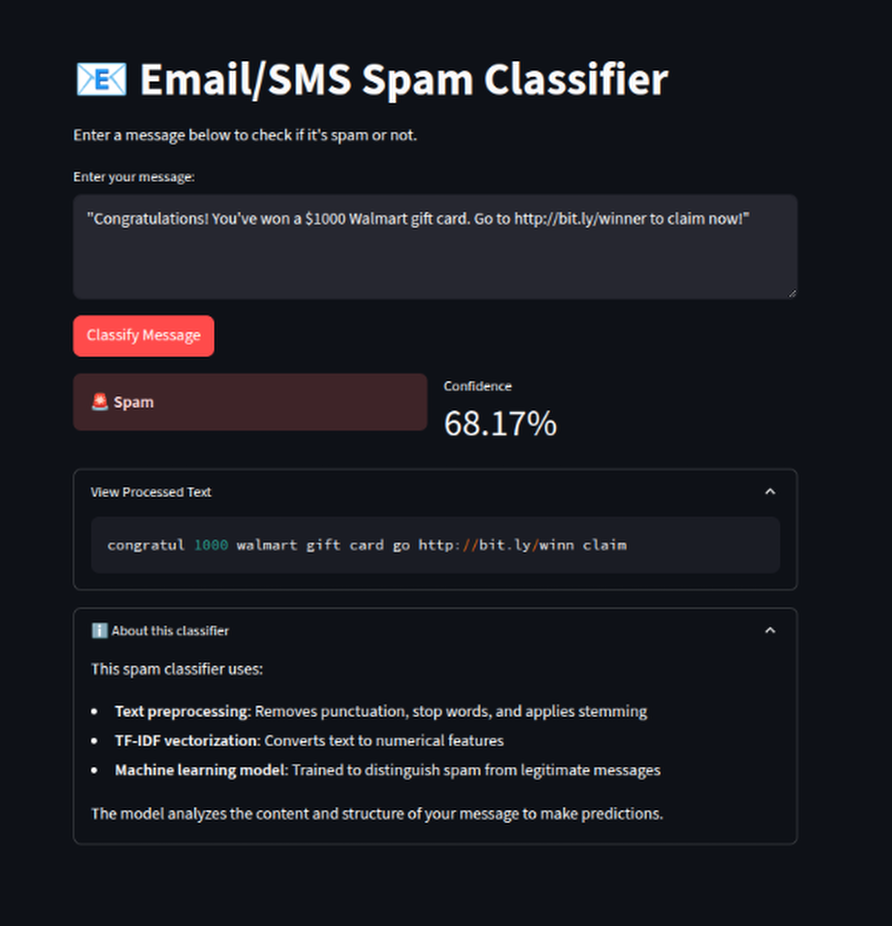 📧 Email/SMS Spam Classifier
Enter a message below to check if it's spam or not.
Enter your message:
"Congratulations! You've won a $1000 Walmart gift card. Go to http://bit.ly/winner to claim now!"
Classify Message
🚨 Spam
Confidence
68.17%
View Processed Text
congratul 1000 walmart gift card go http://bit.ly/winn claim
ℹ️ About this classifier
This spam classifier uses:
• Text preprocessing: Removes punctuation, stop words, and applies stemming
• TF-IDF vectorization: Converts text to numerical features
• Machine learning model: Trained to distinguish spam from legitimate messages
The model analyzes the content and structure of your message to make predictions.